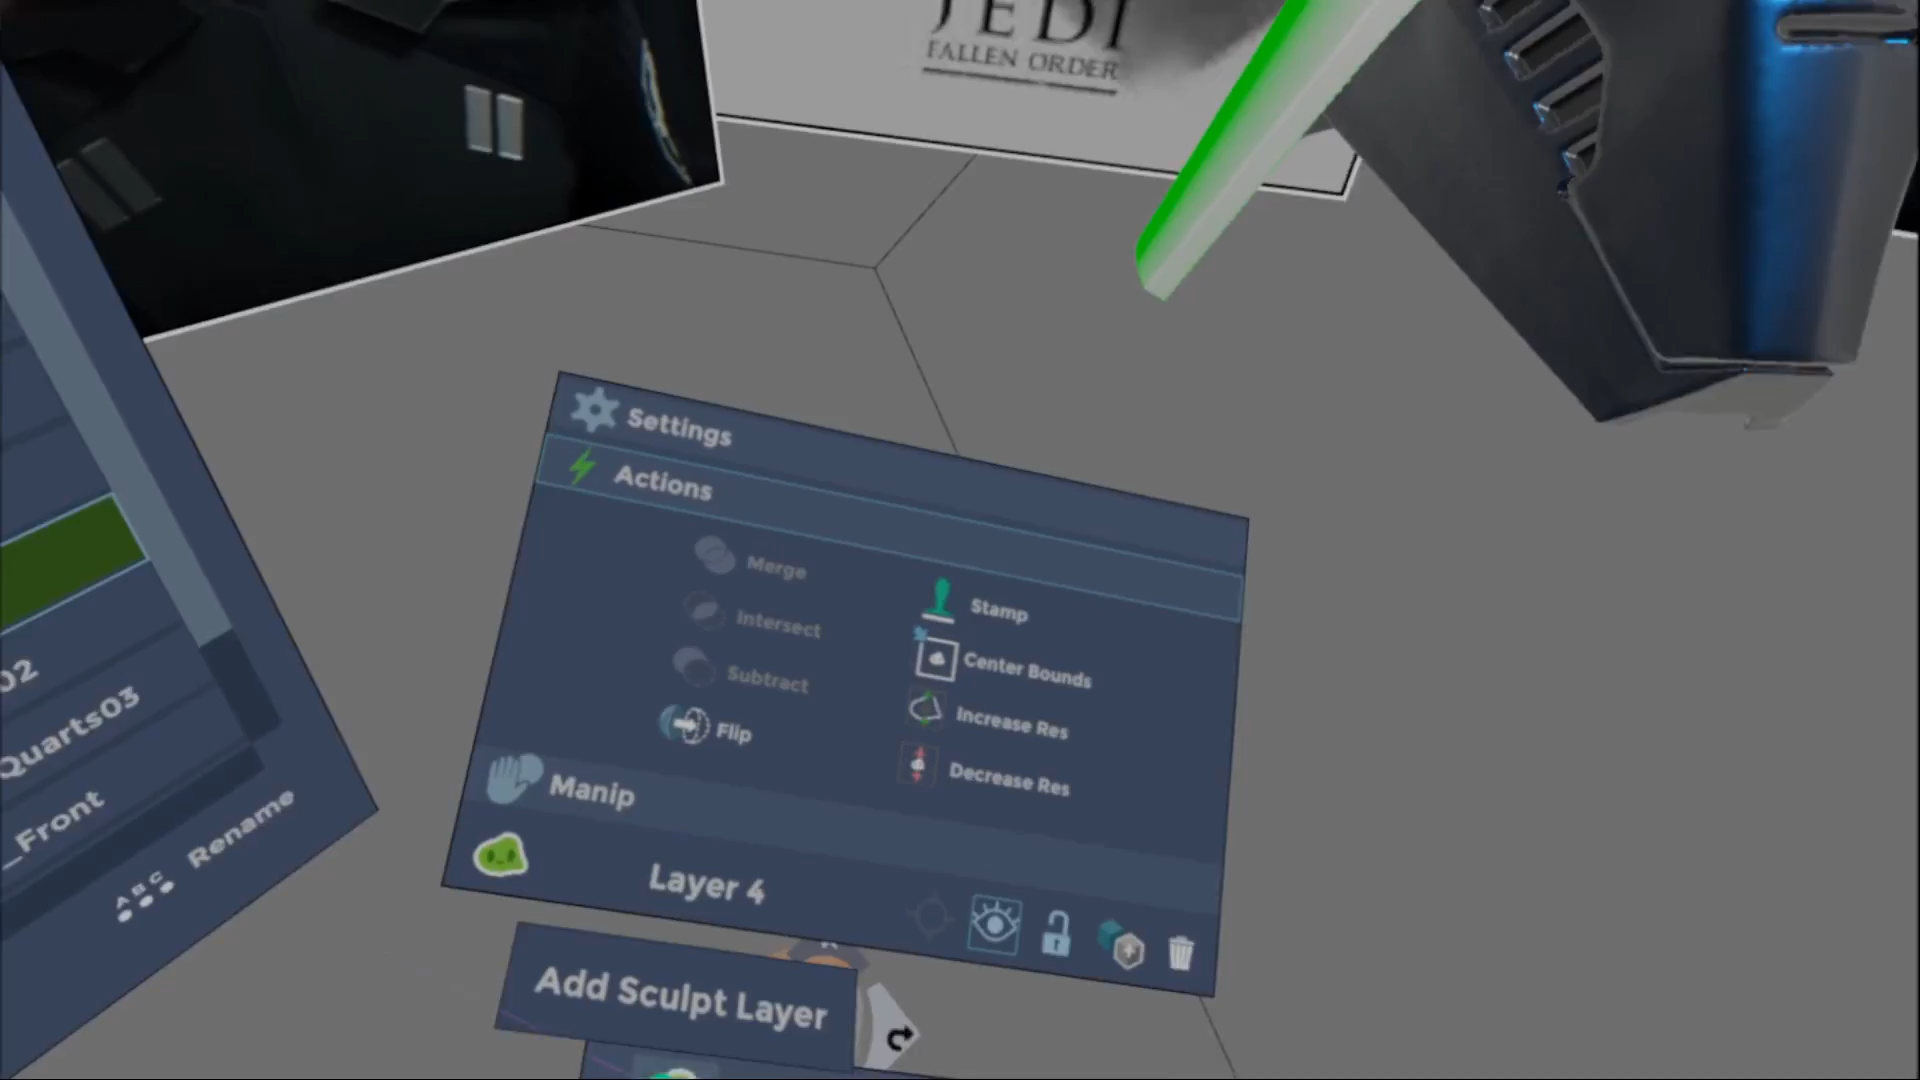 JEDI
FALLEN ORDER
Settings
Actions
Merge
Stamp
Intersect
Center Bounds
Subtract
Increase Res
Flip
Decrease Res
Manip
Layer 4
Add Sculpt Layer
02
Quarts03
_Front
ABC
Rename